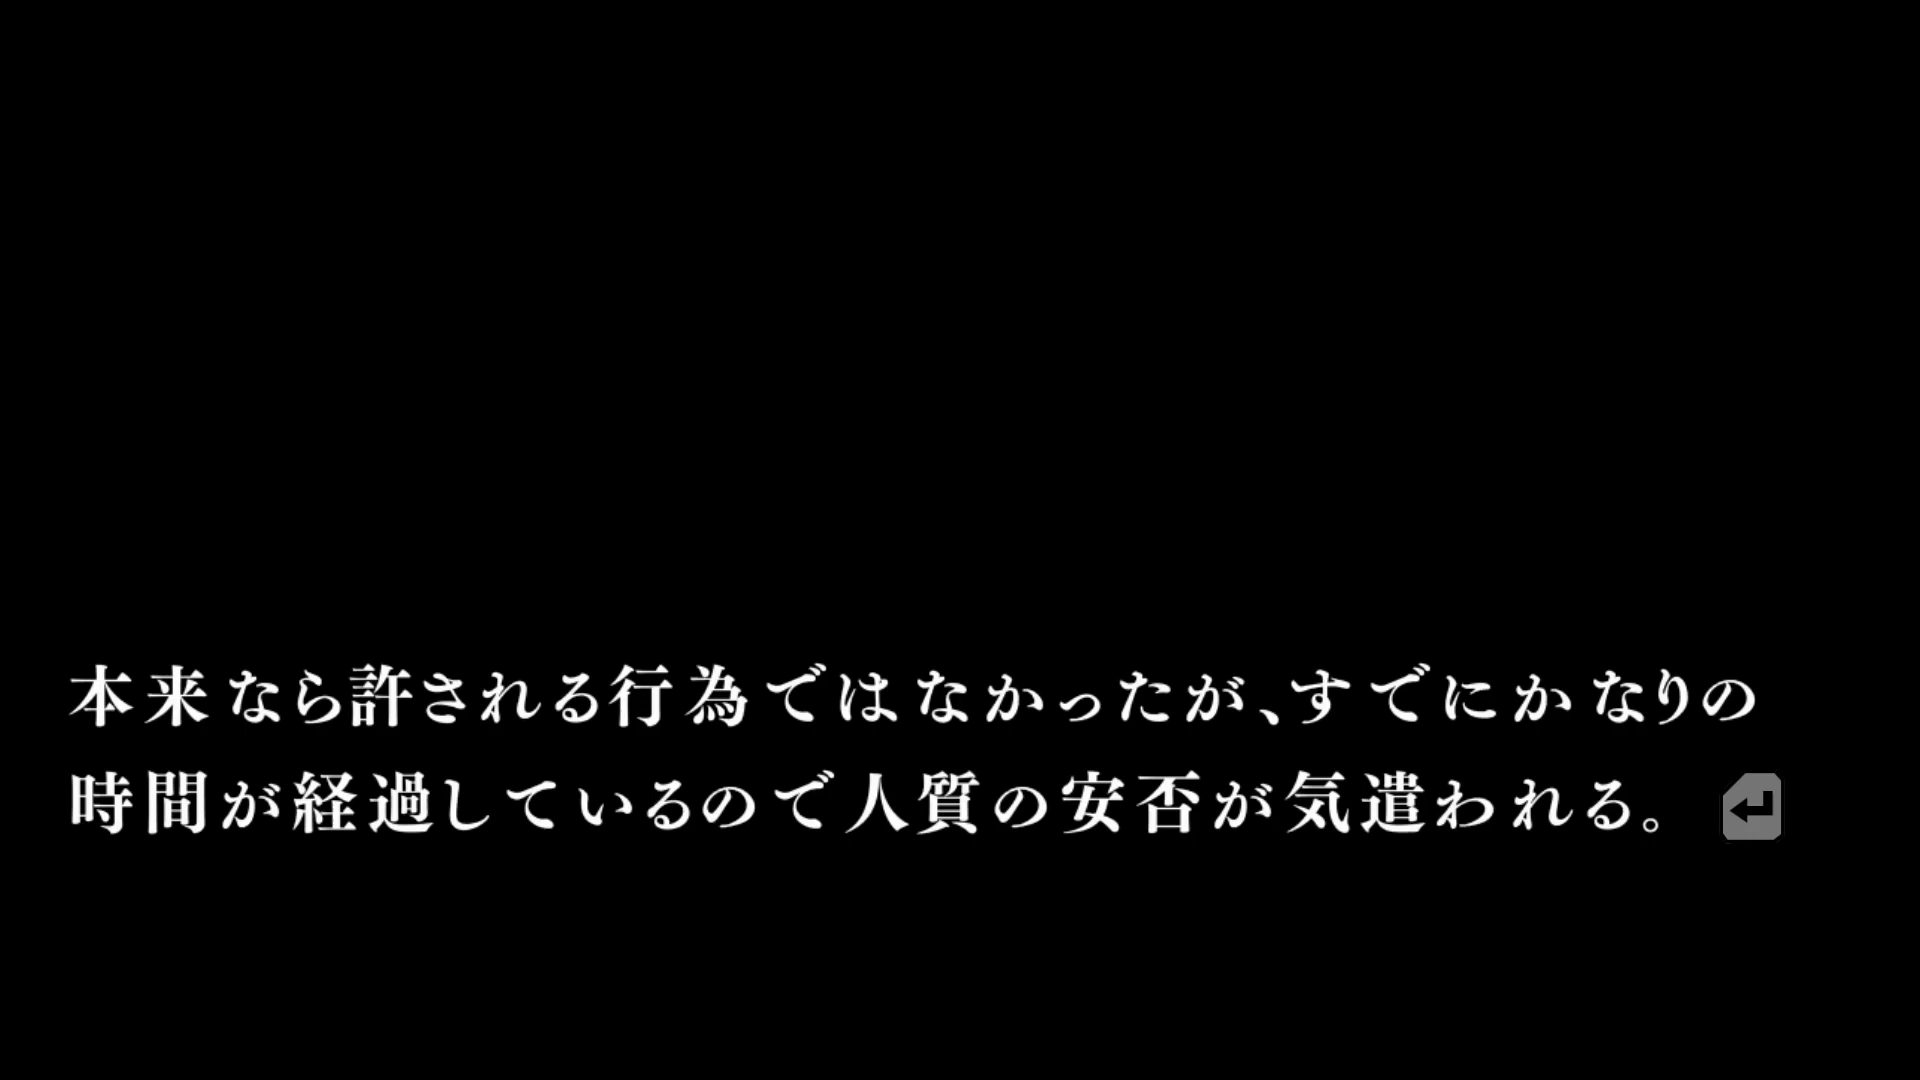 本来なら許される行為ではなかったが、すでにかなりの
時間が経過しているので人質の安否が気遣われる。